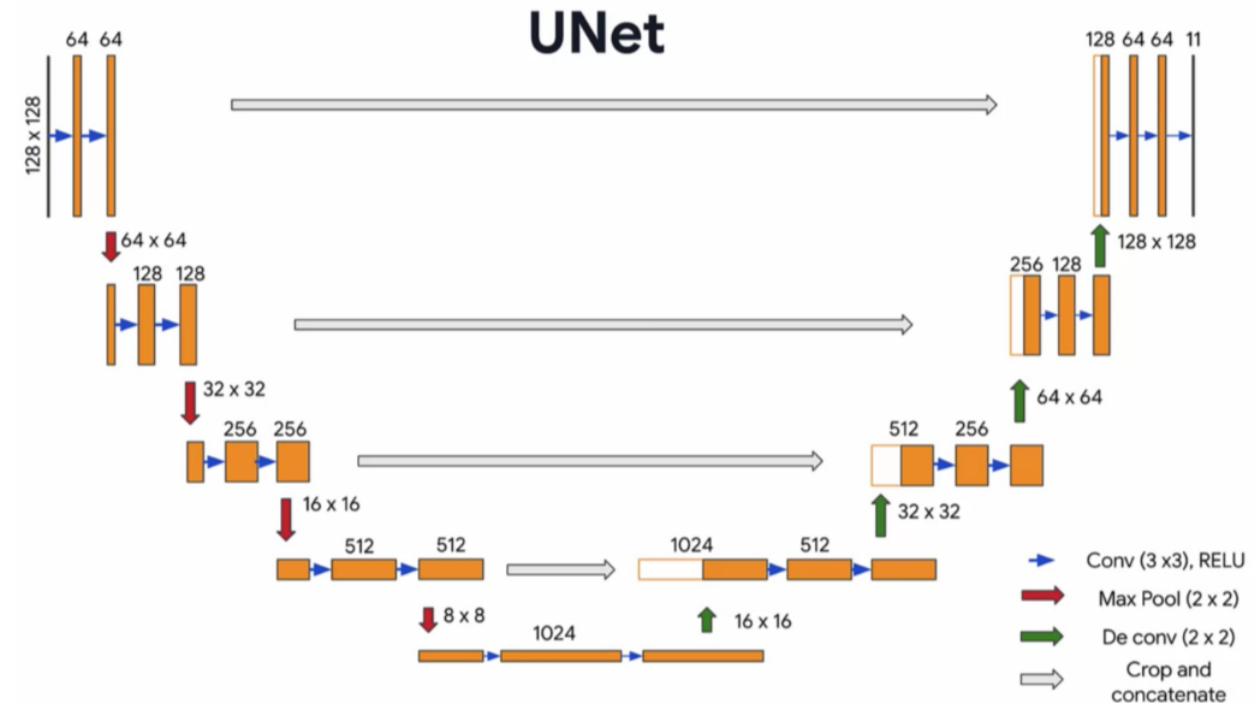 UNet
64 64
128 x 128
128 64 64 11
64 x 64
128 128
128 x 128
256 128
32 x 32
64 x 64
256 256
512 256
16 x 16
32 x 32
512 512
1024 512
8 x 8
16 x 16
1024
Conv (3 x3), RELU
Max Pool (2 x 2)
De conv (2 x 2)
Crop and
concatenate